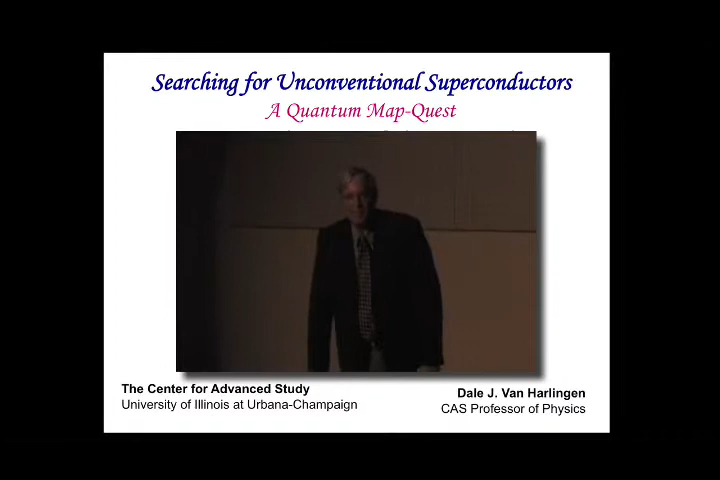 Searching for Unconventional Superconductors
A Quantum Map-Quest
The Center for Advanced Study
University of Illinois at Urbana-Champaign
Dale J. Van Harlingen
CAS Professor of Physics